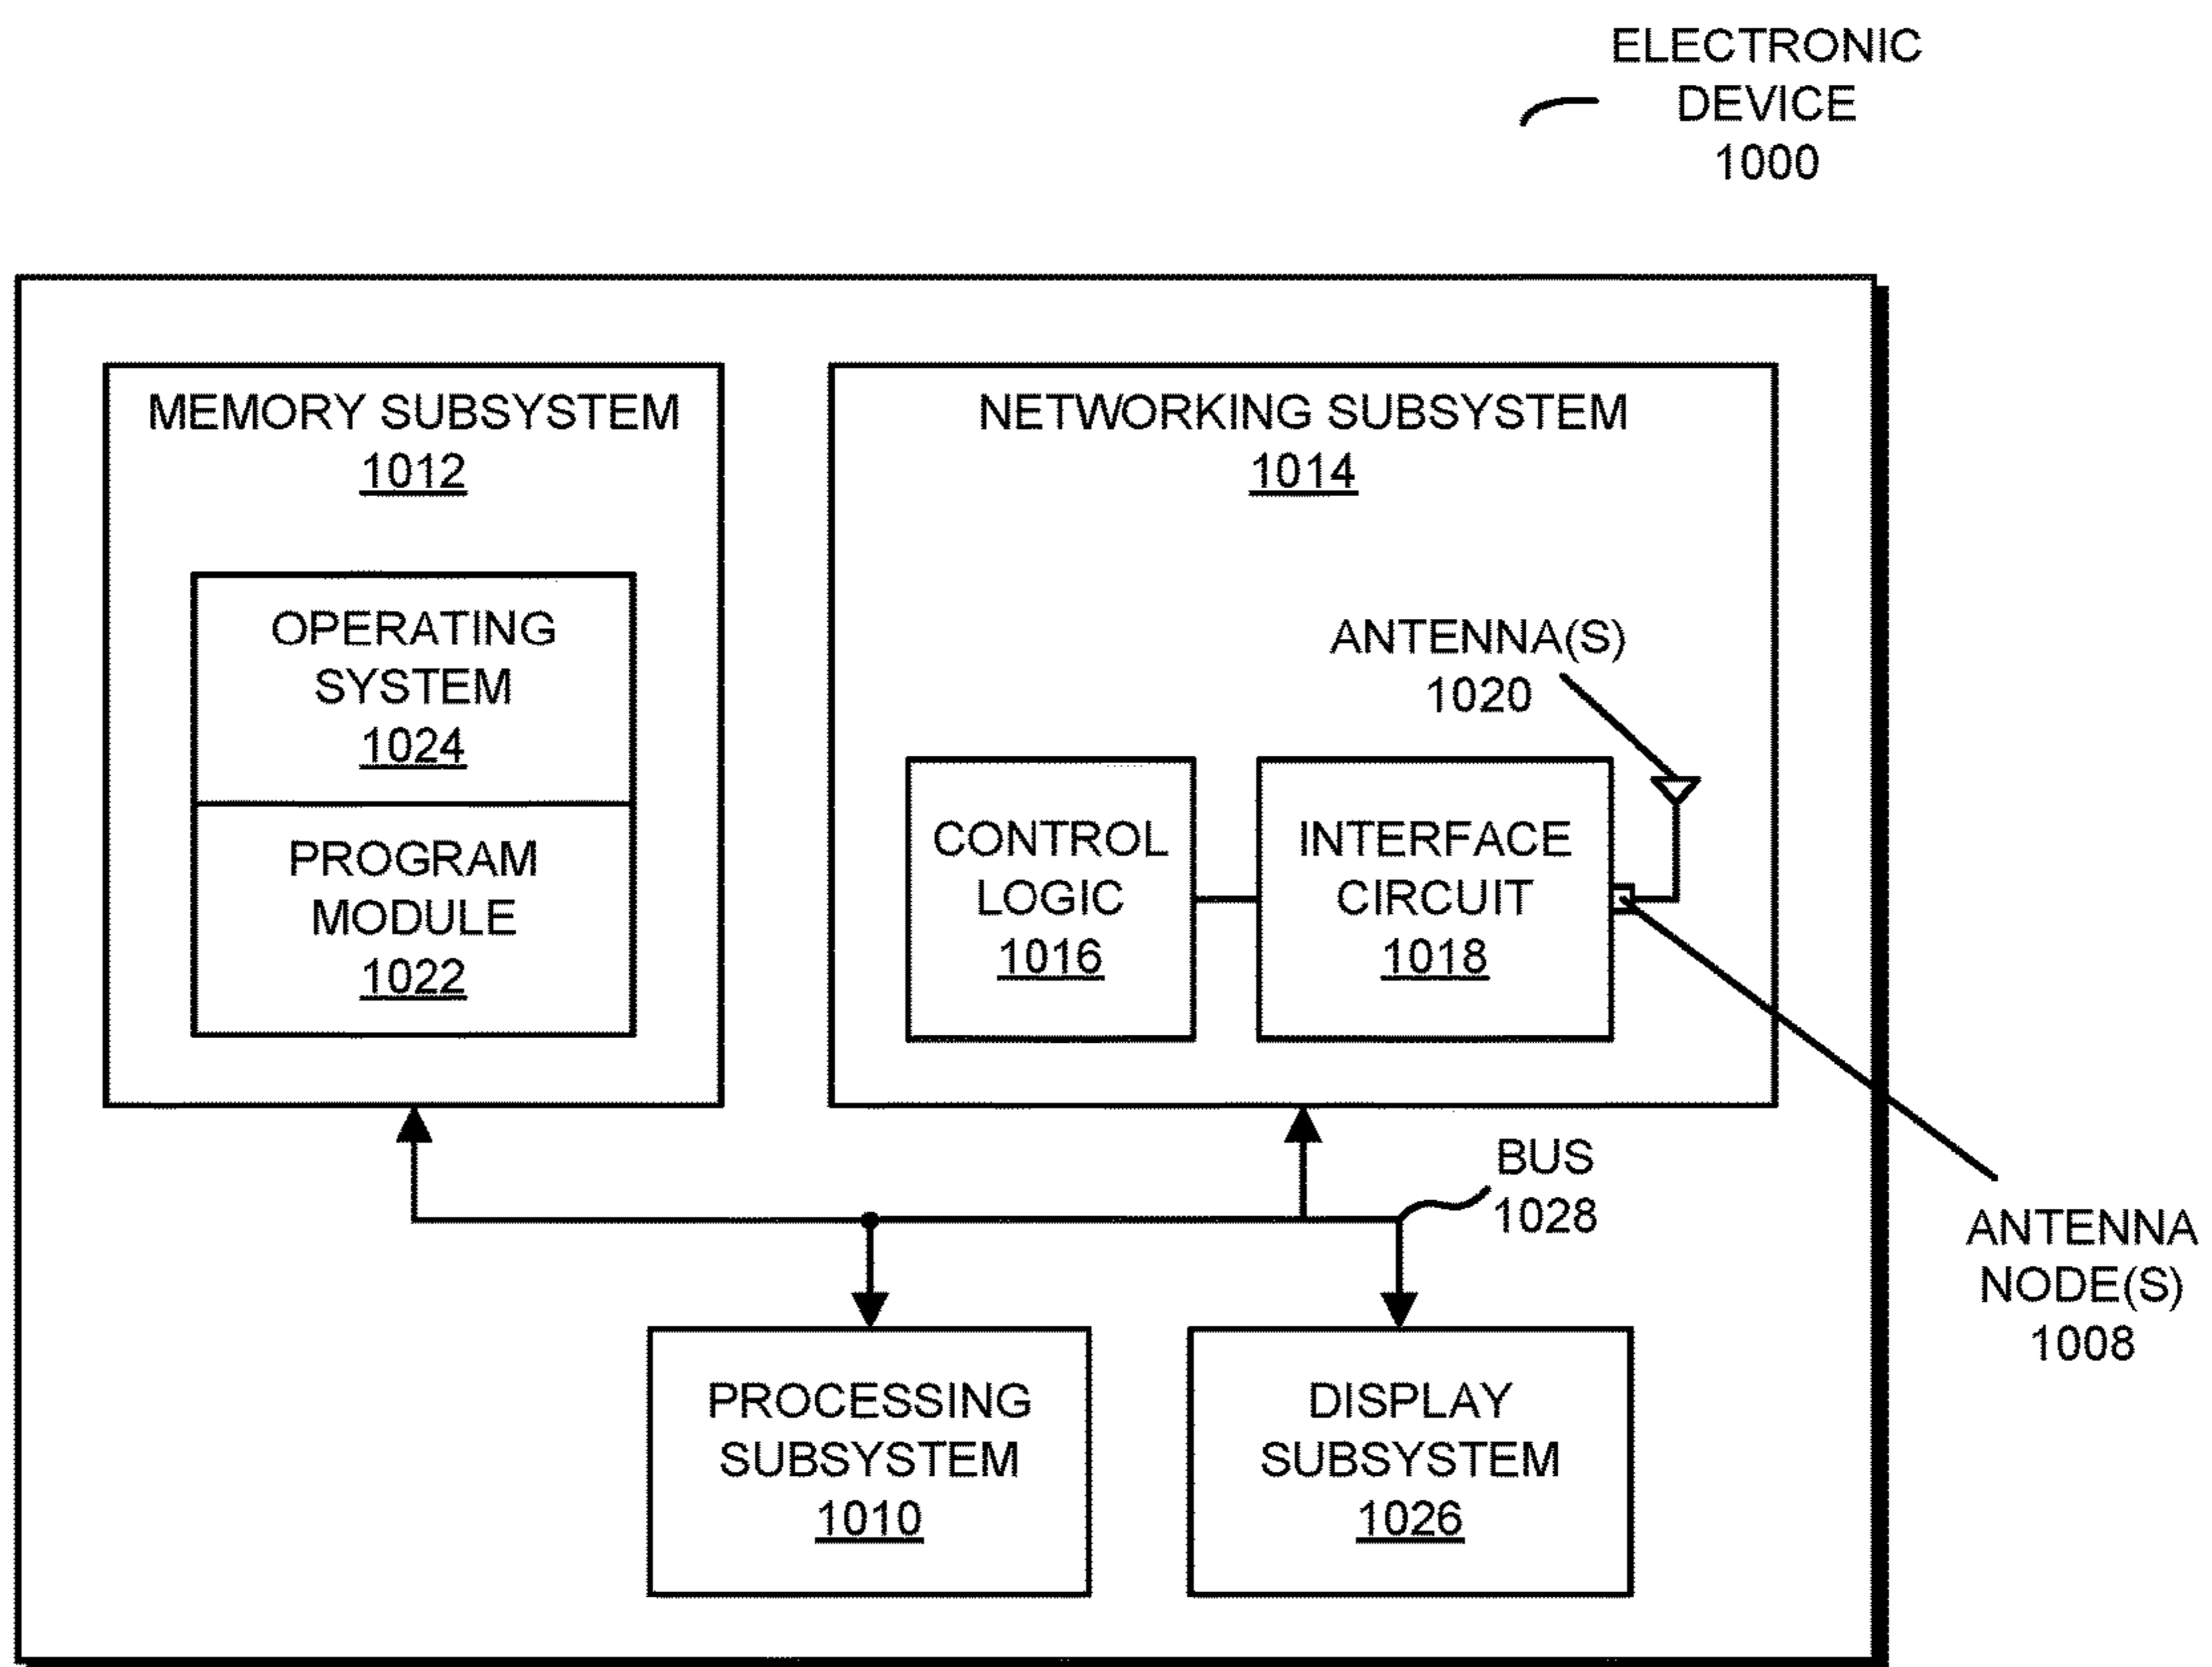 ELECTRONIC
DEVICE
1000
MEMORY SUBSYSTEM
1012
OPERATING
SYSTEM
1024
PROGRAM
MODULE
1022
NETWORKING SUBSYSTEM
1014
ANTENNA(S)
1020
CONTROL
LOGIC
1016
INTERFACE
CIRCUIT
1018
BUS
1028
ANTENNA
NODE(S)
1008
PROCESSING
SUBSYSTEM
1010
DISPLAY
SUBSYSTEM
1026